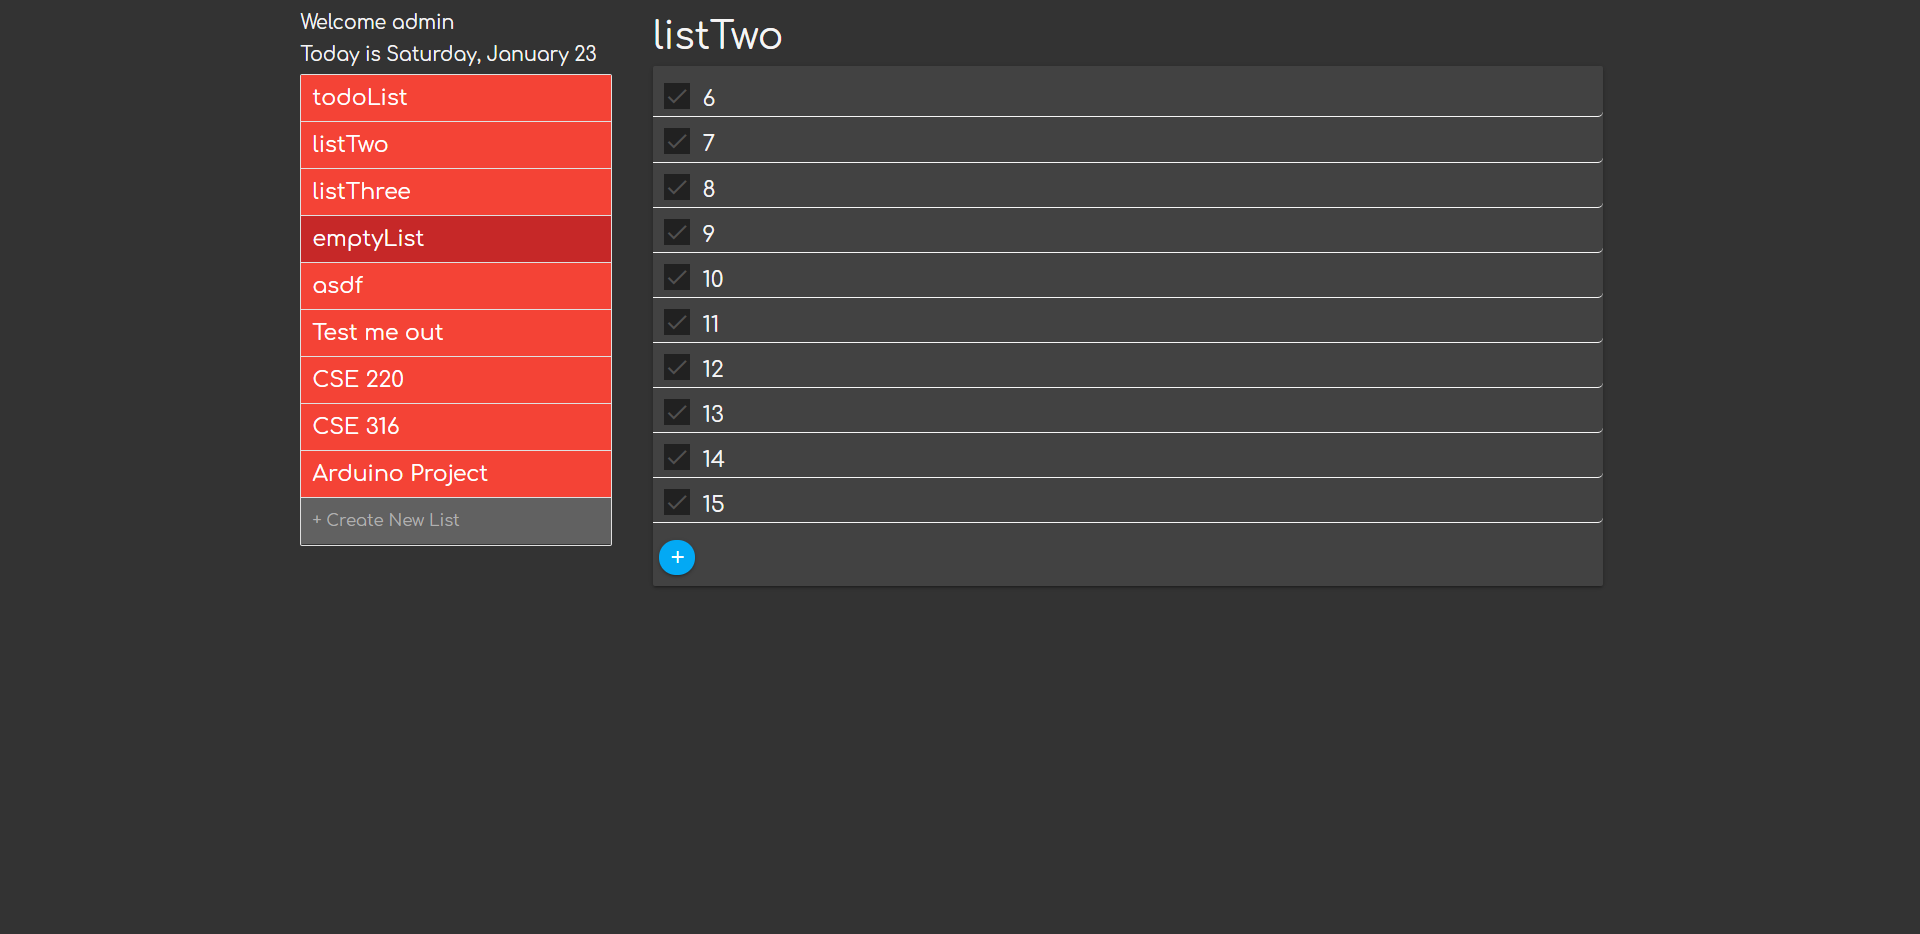 Welcome admin
Today is Saturday, January 23
todoList
listTwo
listThree
emptyList
asdf
Test me out
CSE 220
CSE 316
Arduino Project
+ Create New List
listTwo
6
7
8
9
10
11
12
13
14
15
+